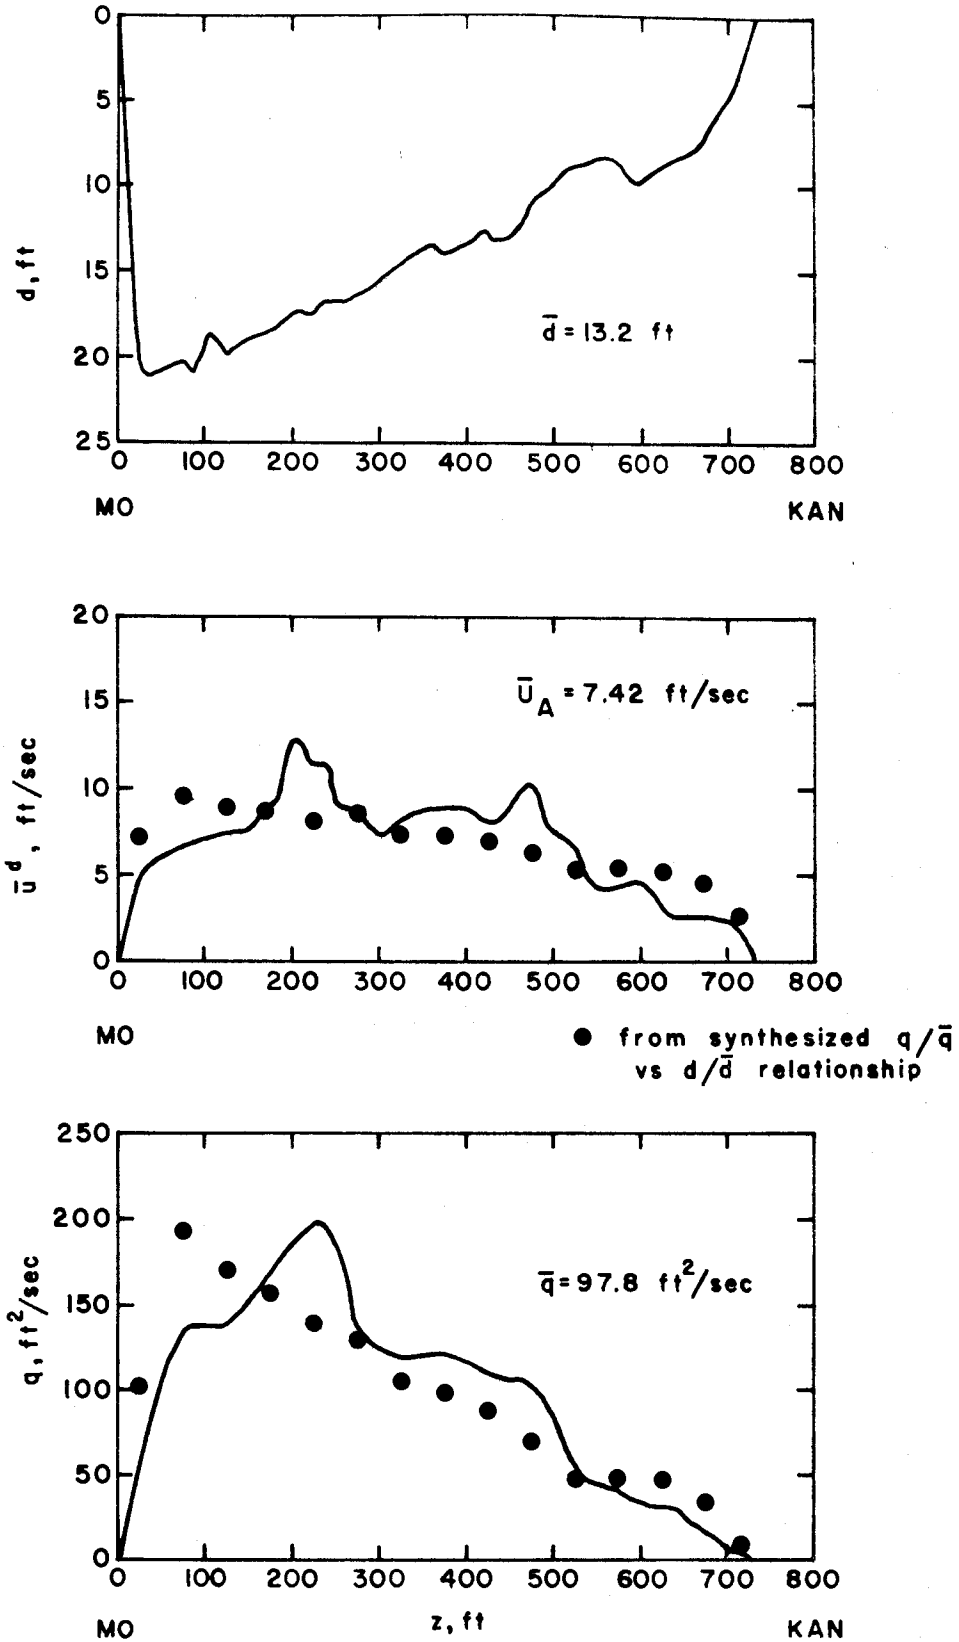 0
5
10
15
20
25
d, ft
d̄ = 13.2 ft
0 100 200 300 400 500 600 700 800
MO KAN
20
15
10
5
0
ū^d, ft/sec
Ū_A = 7.42 ft/sec
0 100 200 300 400 500 600 700 800
MO
● from synthesized q/q̄
vs d/d̄ relationship
250
200
150
100
50
0
q, ft²/sec
q̄ = 97.8 ft²/sec
0 100 200 300 400 500 600 700 800
z, ft
MO KAN